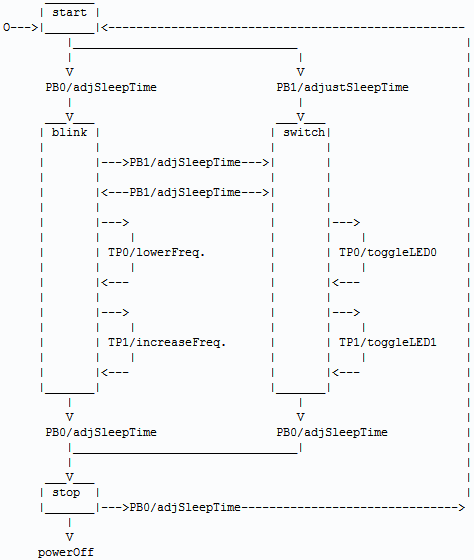 start
O--->
<---
V V
PB0/adjSleepTime PB1/adjustSleepTime
V V
blink switch
--->PB1/adjSleepTime--->
<---PB1/adjSleepTime---
---> --->
TP0/lowerFreq. TP0/toggleLED0
<--- <---
---> --->
TP1/increaseFreq. TP1/toggleLED1
<--- <---
V V
PB0/adjSleepTime PB0/adjSleepTime
V
stop
--->PB0/adjSleepTime--->
V
powerOff